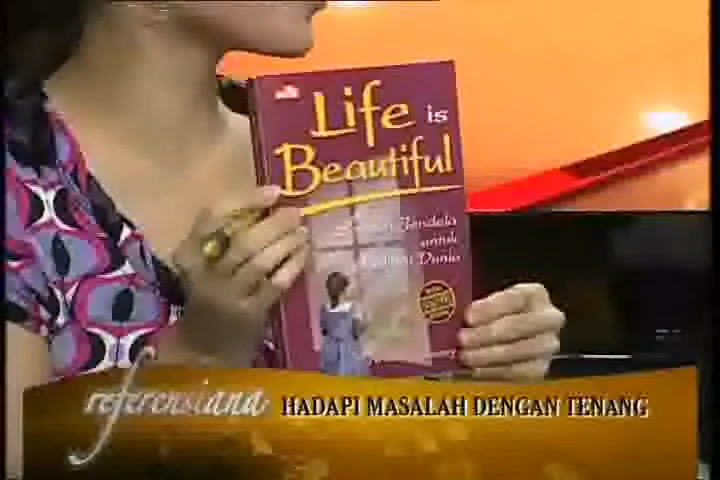 Life is
Beautiful
Jendela
untuk
Dunia
referensiana HADAPI MASALAH DENGAN TENANG